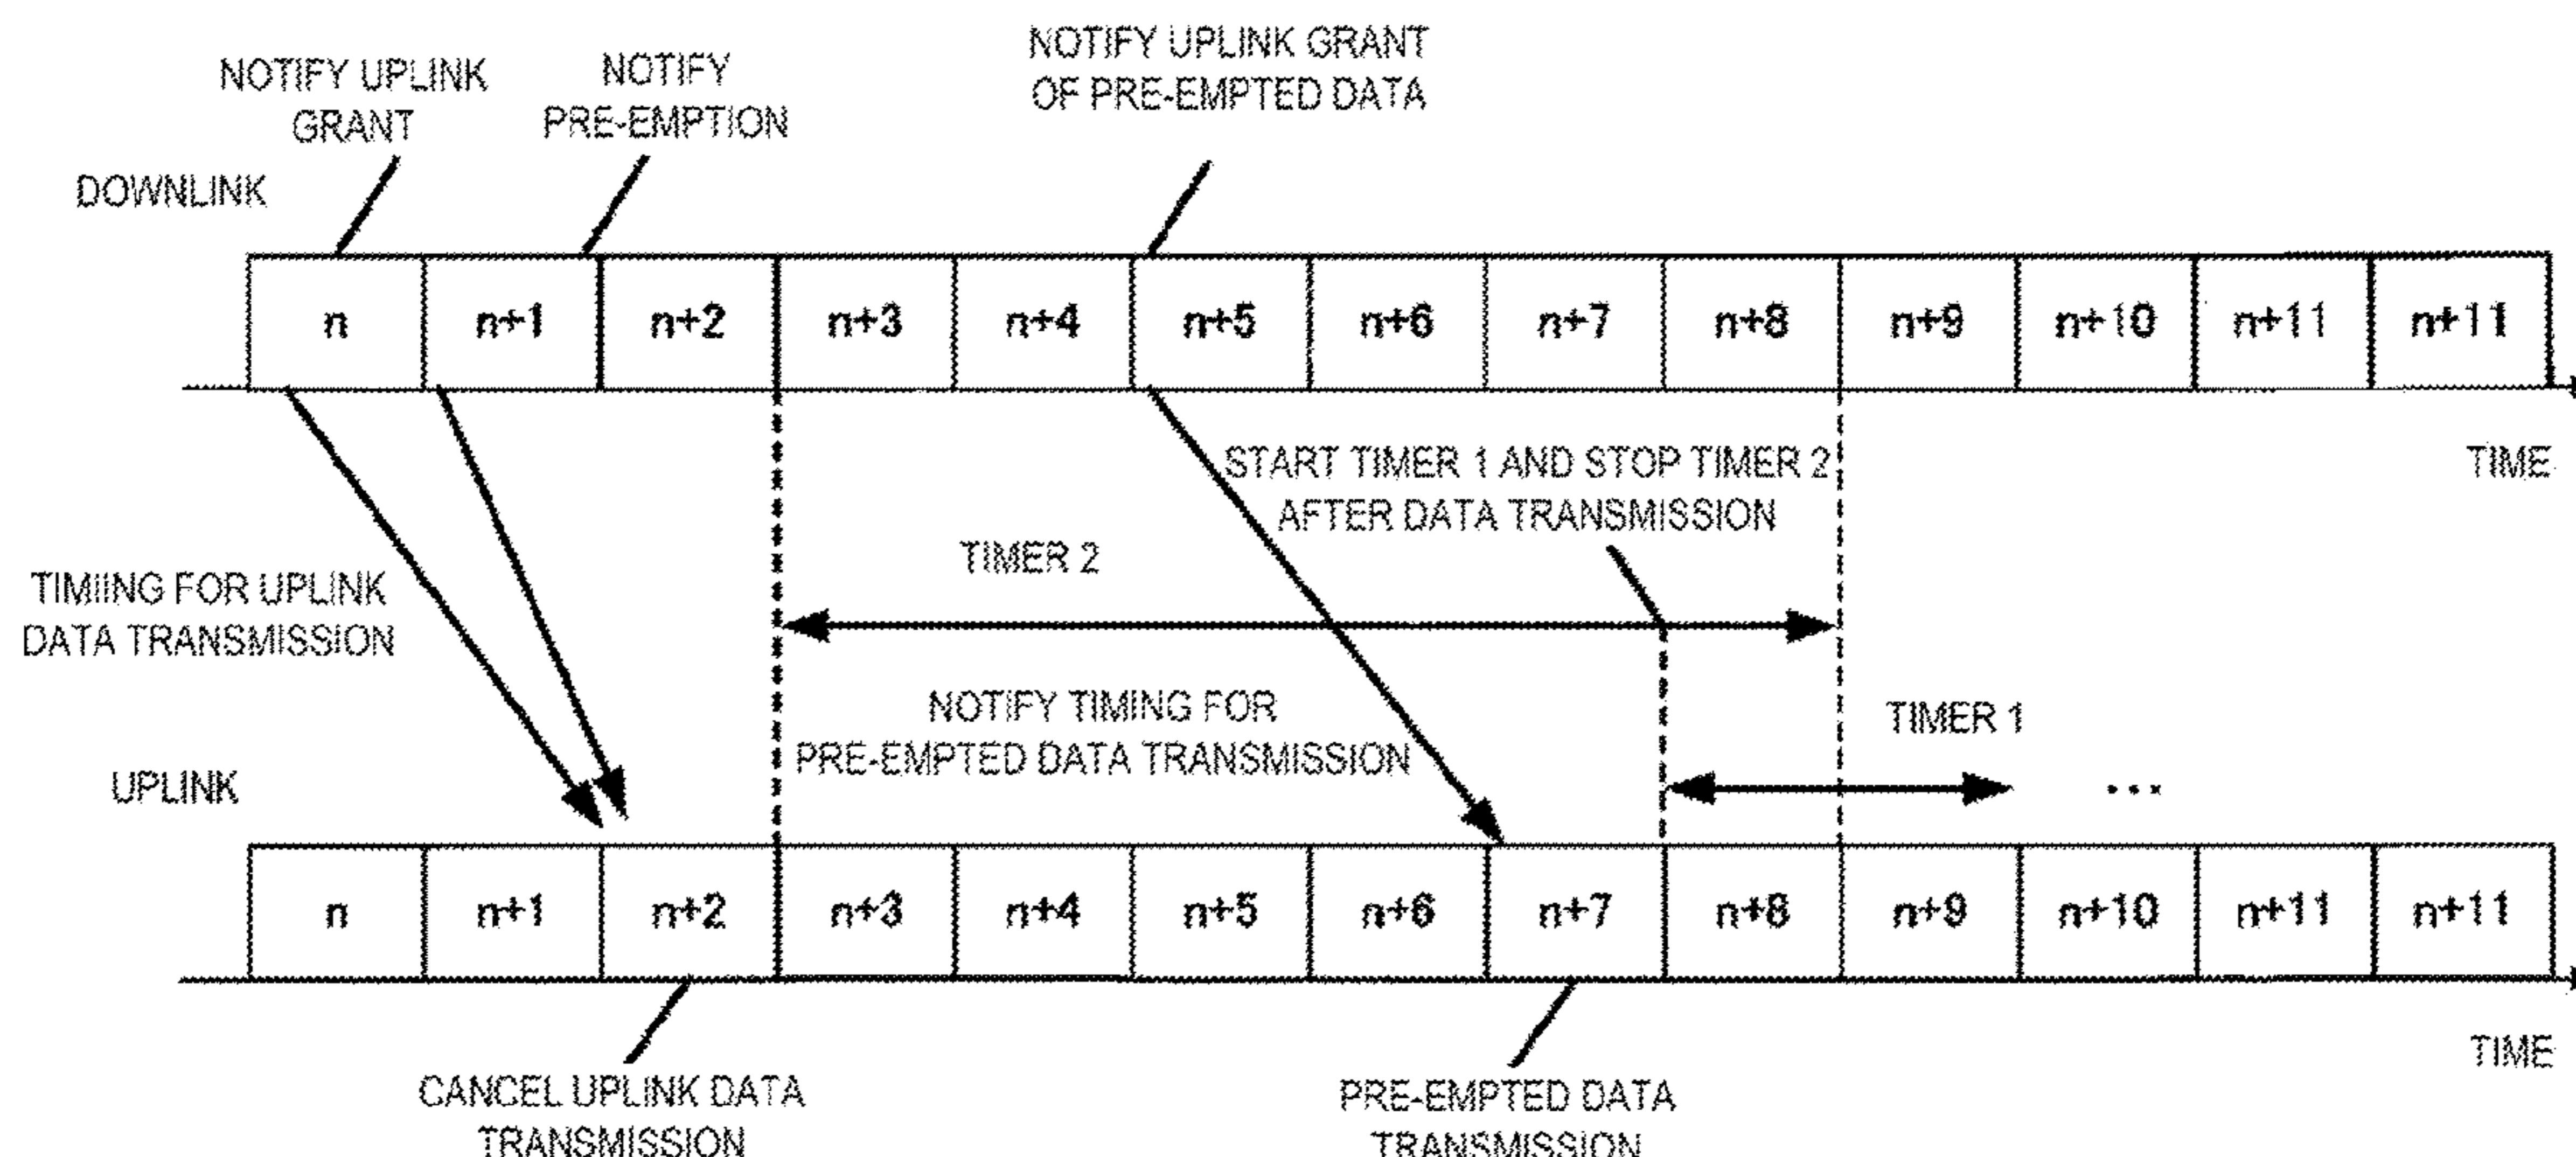 NOTIFY UPLINK
GRANT
NOTIFY
PRE-EMPTION
NOTIFY UPLINK GRANT
OF PRE-EMPTED DATA
DOWNLINK
n n+1 n+2 n+3 n+4 n+5 n+6 n+7 n+8 n+9 n+10 n+11 n+11
TIME
START TIMER 1 AND STOP TIMER 2
AFTER DATA TRANSMISSION
TIMER 2
TIMIING FOR UPLINK
DATA TRANSMISSION
NOTIFY TIMING FOR
PRE-EMPTED DATA TRANSMISSION
TIMER 1
UPLINK
...
n n+1 n+2 n+3 n+4 n+5 n+6 n+7 n+8 n+9 n+10 n+11 n+11
TIME
CANCEL UPLINK DATA
TRANSMISSION
PRE-EMPTED DATA
TRANSMISSION